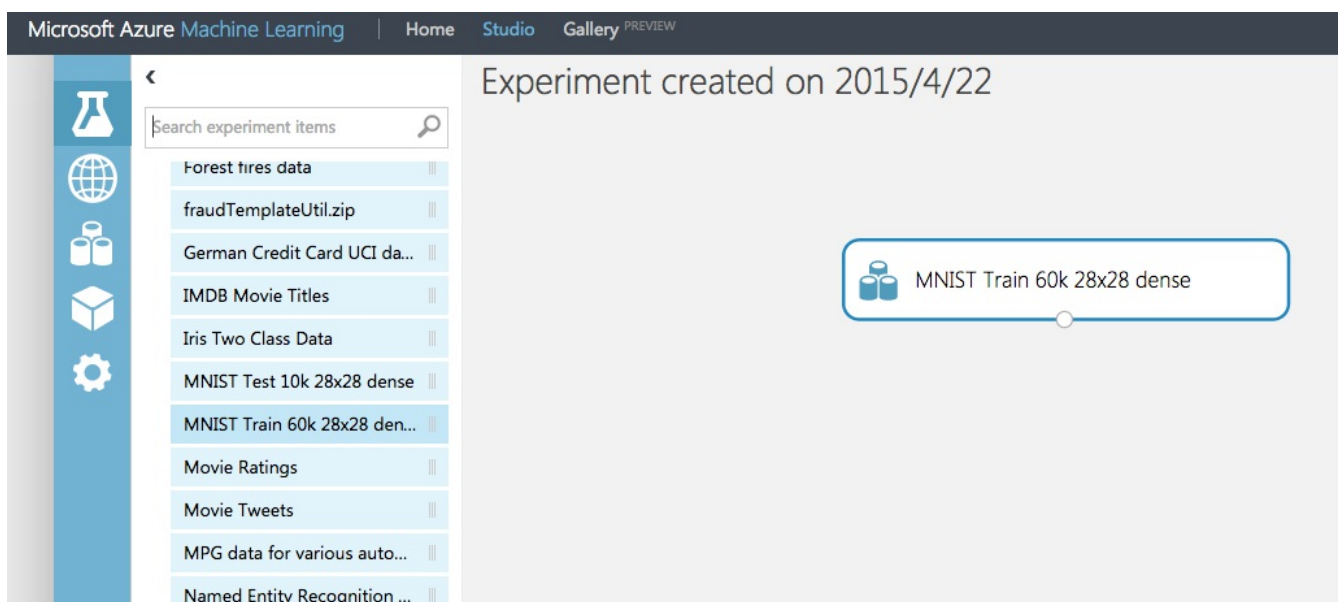 Microsoft Azure Machine Learning | Home Studio Gallery PREVIEW
Experiment created on 2015/4/22
Search experiment items
Forest fires data
fraudTemplateUtil.zip
German Credit Card UCI da...
IMDB Movie Titles
Iris Two Class Data
MNIST Test 10k 28x28 dense
MNIST Train 60k 28x28 den...
Movie Ratings
Movie Tweets
MPG data for various auto...
Named Entity Recognition ...
MNIST Train 60k 28x28 dense